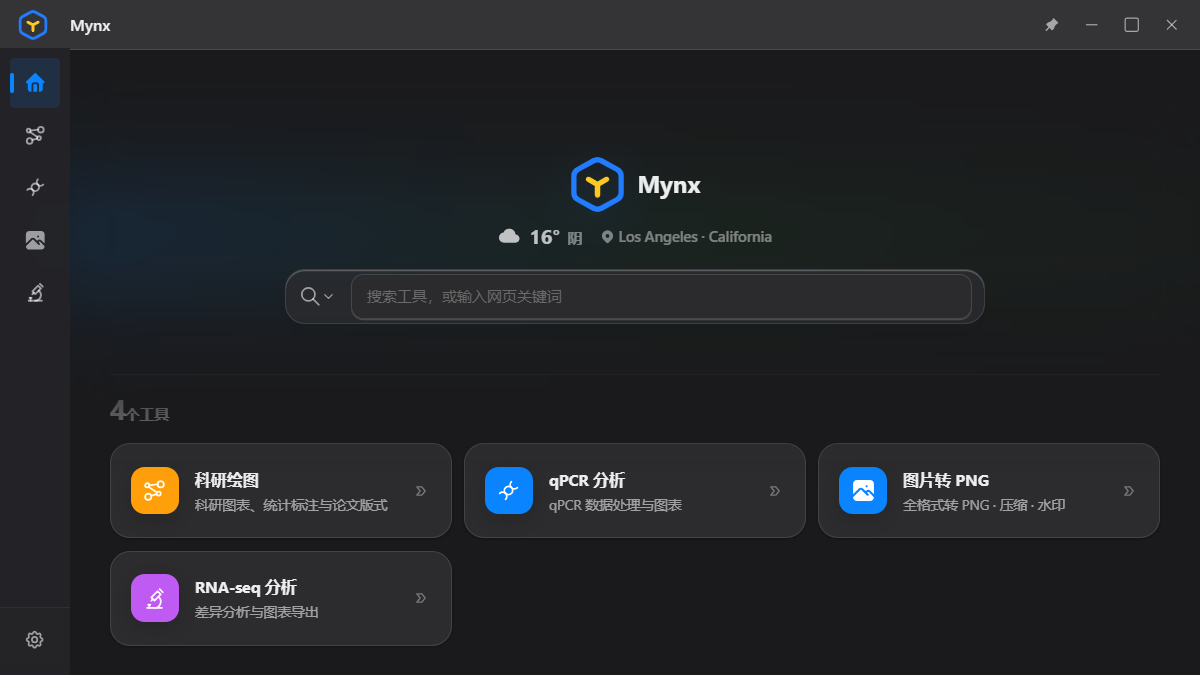 Mynx
Mynx
16° 阴 Los Angeles · California
搜索工具，或输入网页关键词
4个工具
科研绘图
科研图表、统计标注与论文版式
qPCR 分析
qPCR 数据处理与图表
图片转 PNG
全格式转 PNG · 压缩 · 水印
RNA-seq 分析
差异分析与图表导出